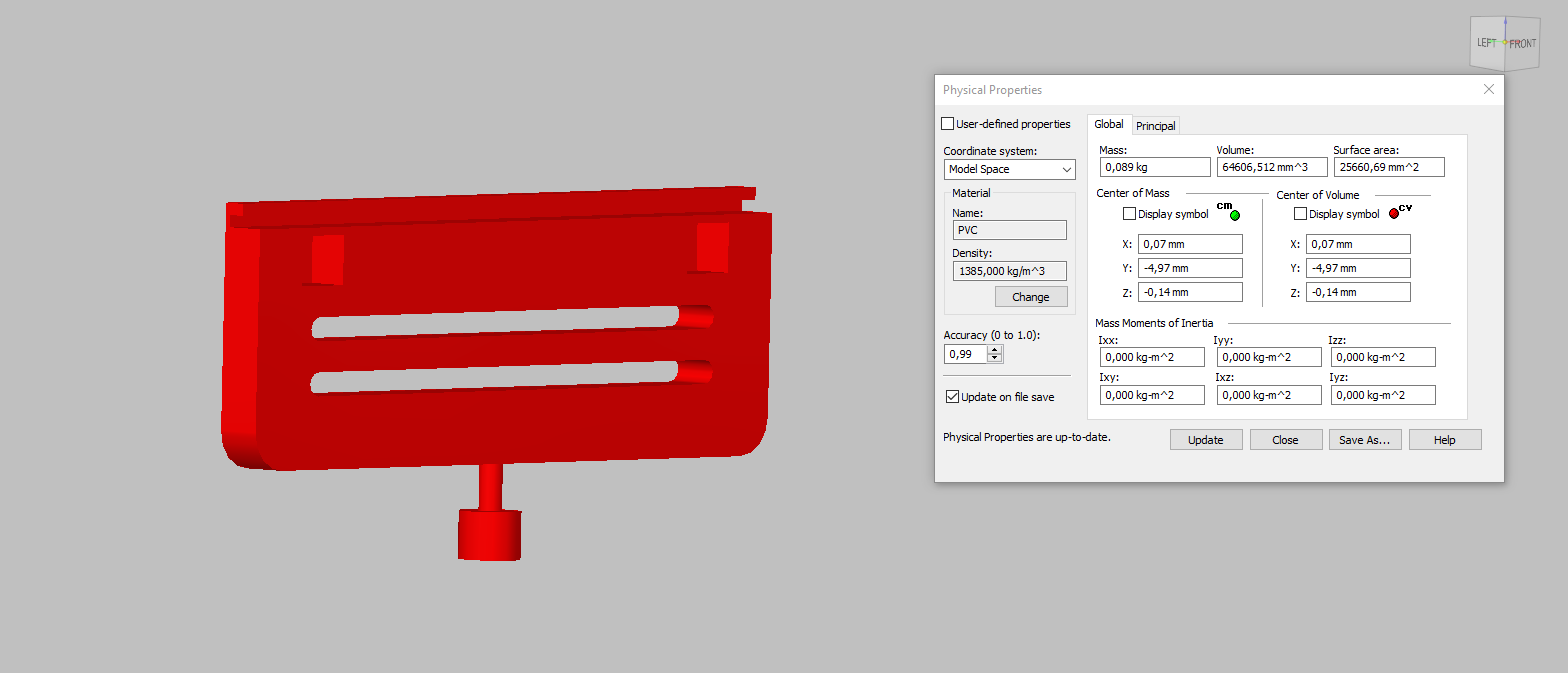 LEFT FRONT
Physical Properties
User-defined properties
Coordinate system:
Model Space
Material
Name:
PVC
Density:
1385,000 kg/m^3
Change
Accuracy (0 to 1.0):
0,99
Update on file save
Physical Properties are up-to-date.
Global Principal
Mass: Volume: Surface area:
0,089 kg 64606,512 mm^3 25660,69 mm^2
Center of Mass Center of Volume
Display symbol cm Display symbol cv
X: 0,07 mm X: 0,07 mm
Y: -4,97 mm Y: -4,97 mm
Z: -0,14 mm Z: -0,14 mm
Mass Moments of Inertia
Ixx: Iyy: Izz:
0,000 kg-m^2 0,000 kg-m^2 0,000 kg-m^2
Ixy: Ixz: Iyz:
0,000 kg-m^2 0,000 kg-m^2 0,000 kg-m^2
Update Close Save As... Help